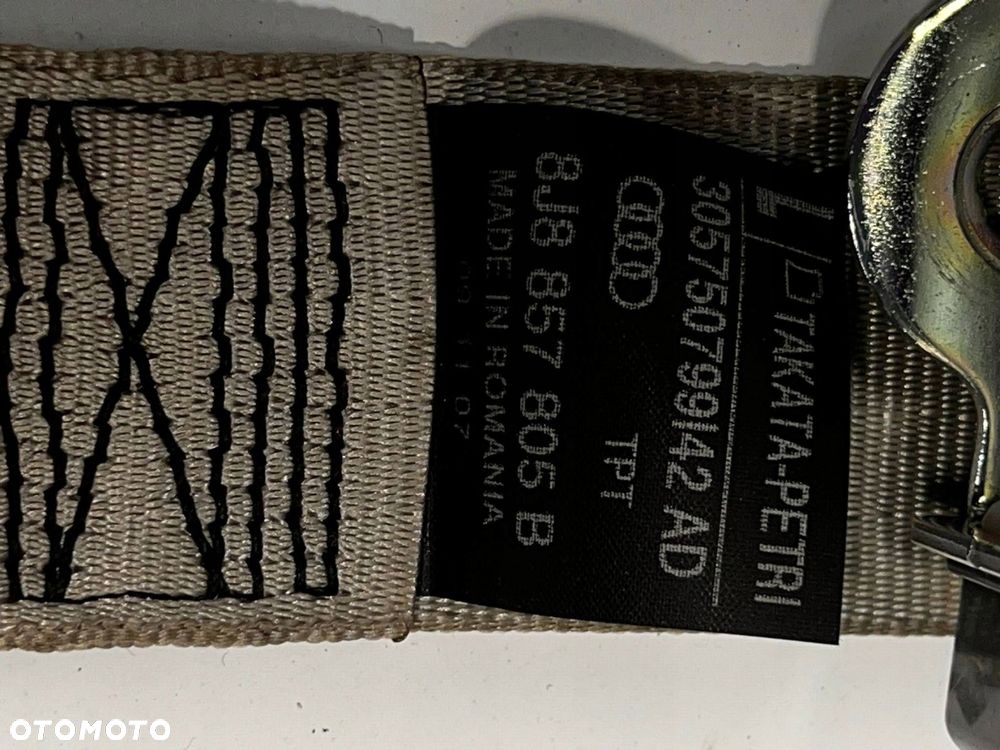 L / TAKATA-PETRI
305750799142 AD
TPT
8J8 857 805 B
MADE IN ROMANIA
OTOMOTO